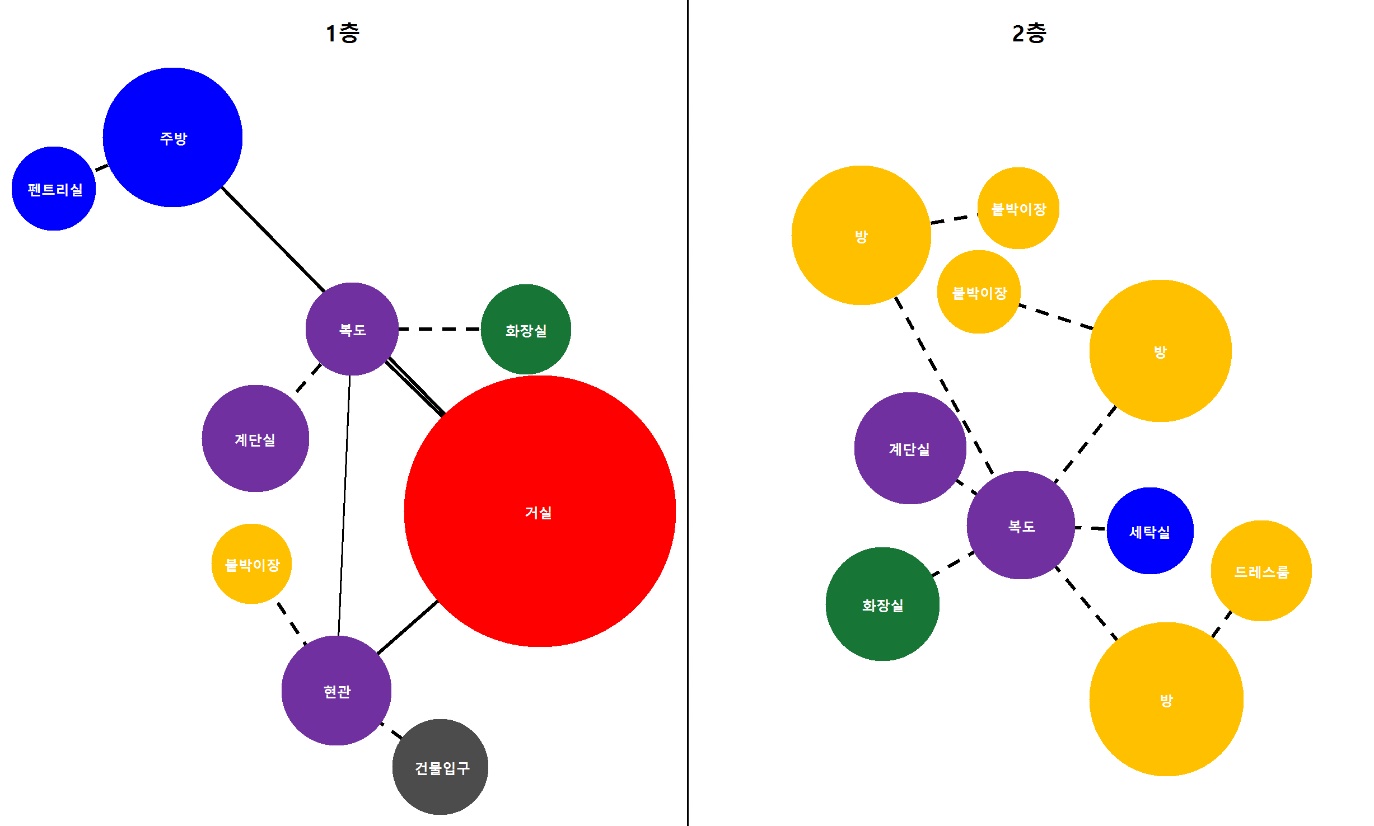 1층
주방
펜트리실
복도
화장실
계단실
거실
붙박이장
현관
건물입구
2층
방
붙박이장
붙박이장
방
계단실
복도
세탁실
드레스룸
화장실
방